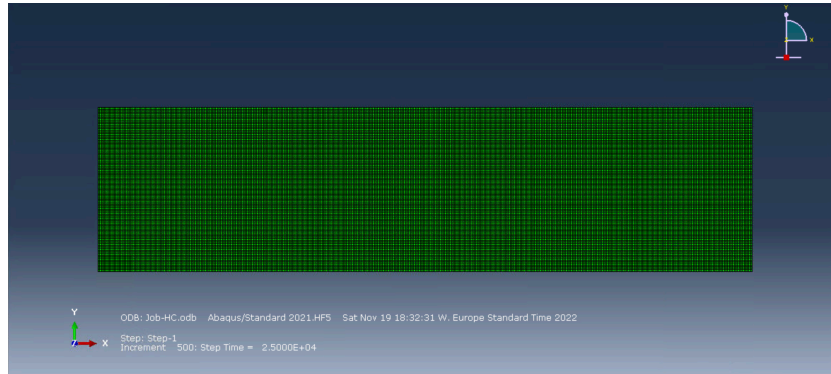 Y
X
ODB: Job-HC.odb    Abaqus/Standard 2021.HF5    Sat Nov 19 18:32:31 W. Europe Standard Time 2022
Y
X
Step: Step-1
Increment    500: Step Time =    2.5000E+04